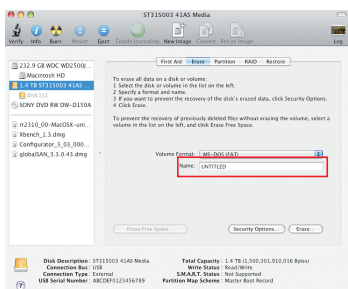 ST315003 41AS Media
Verify Info Burn Mount Eject Enable Journaling New Image Convert Resize Image Log
232.9 GB WDC WD2500J...
Macintosh HD
1.4 TB ST315003 41AS ...
disk1s1
SONY DVD RW DW-D150A
rr2310_00-MacOSX-uni...
Xbench_1.3.dmg
Configurator_3_03_000...
globalSAN_3.3.0.43.dmg
First Aid Erase Partition RAID Restore
To erase all data on a disk or volume:
1 Select the disk or volume in the list on the left.
2 Specify a format and name.
3 If you want to prevent the recovery of the disk's erased data, click Security Options.
4 Click Erase.
To prevent the recovery of previously deleted files without erasing the volume, select a
volume in the list on the left, and click Erase Free Space.
Volume Format: MS-DOS (FAT)
Name: UNTITLED
Erase Free Space... Security Options... Erase...
Disk Description : ST315003 41AS Media
Connection Bus : USB
Connection Type : External
USB Serial Number : ABCDEF0123456789
Total Capacity : 1.4 TB (1,500,301,910,016 Bytes)
Write Status : Read/Write
S.M.A.R.T. Status : Not Supported
Partition Map Scheme : Master Boot Record
?